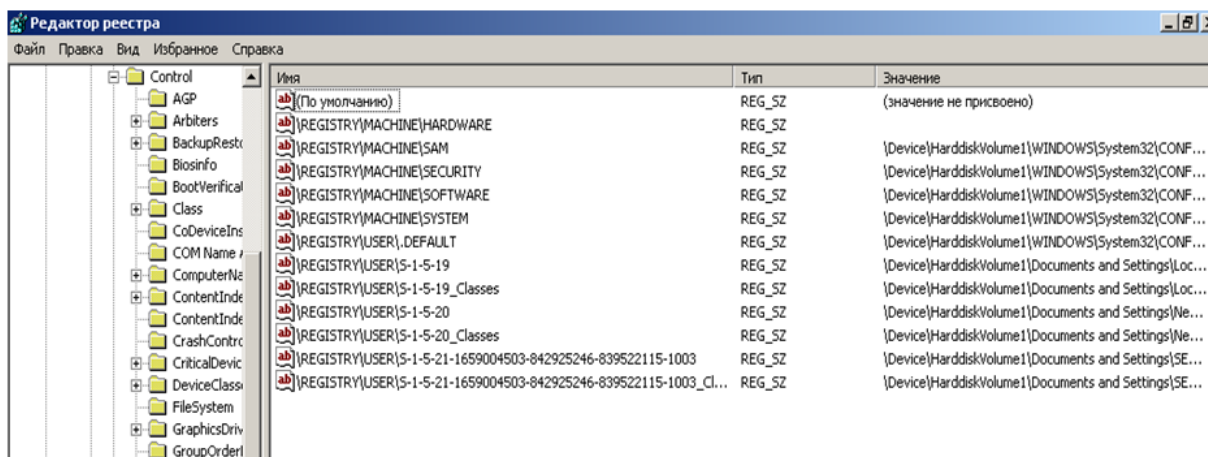 Редактор реестра
Файл Правка Вид Избранное Справка
Control
AGP
Arbiters
BackupResto
Biosinfo
BootVerifica
Class
CoDeviceIns
COM Name
ComputerNa
ContentInde
ContentInde
CrashContro
CriticalDevic
DeviceClasse
FileSystem
GraphicsDriv
GroupOrder
Имя Тип Значение
(По умолчанию) REG_SZ (значение не присвоено)
\REGISTRY\MACHINE\HARDWARE REG_SZ
\REGISTRY\MACHINE\SAM REG_SZ \Device\HarddiskVolume1\WINDOWS\System32\CONF...
\REGISTRY\MACHINE\SECURITY REG_SZ \Device\HarddiskVolume1\WINDOWS\System32\CONF...
\REGISTRY\MACHINE\SOFTWARE REG_SZ \Device\HarddiskVolume1\WINDOWS\System32\CONF...
\REGISTRY\MACHINE\SYSTEM REG_SZ \Device\HarddiskVolume1\WINDOWS\System32\CONF...
\REGISTRY\USER\.DEFAULT REG_SZ \Device\HarddiskVolume1\WINDOWS\System32\CONF...
\REGISTRY\USER\S-1-5-19 REG_SZ \Device\HarddiskVolume1\Documents and Settings\Loc...
\REGISTRY\USER\S-1-5-19_Classes REG_SZ \Device\HarddiskVolume1\Documents and Settings\Loc...
\REGISTRY\USER\S-1-5-20 REG_SZ \Device\HarddiskVolume1\Documents and Settings\Ne...
\REGISTRY\USER\S-1-5-20_Classes REG_SZ \Device\HarddiskVolume1\Documents and Settings\Ne...
\REGISTRY\USER\S-1-5-21-1659004503-842925246-839522115-1003 REG_SZ \Device\HarddiskVolume1\Documents and Settings\SE...
\REGISTRY\USER\S-1-5-21-1659004503-842925246-839522115-1003_Cl... REG_SZ \Device\HarddiskVolume1\Documents and Settings\SE...